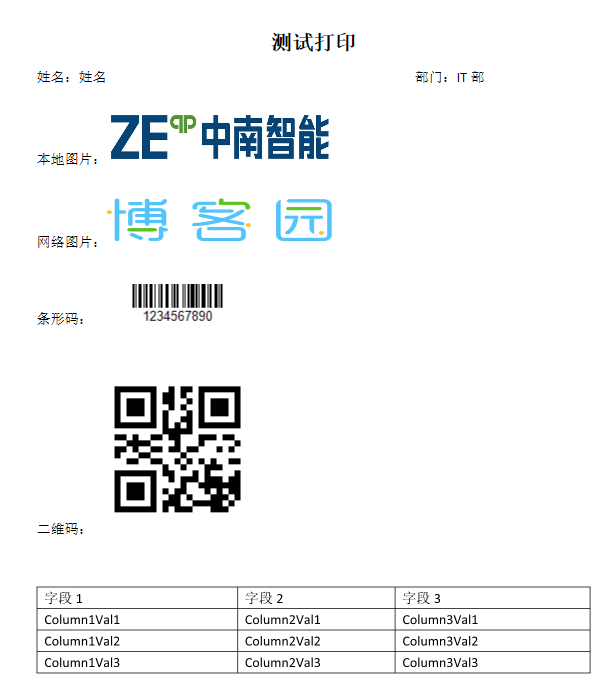 测试打印
姓名：姓名 部门：IT 部
ZE 中南智能
本地图片：
博客园
网络图片：
1234567890
条形码：
二维码：
字段 1 字段 2 字段 3
Column1Val1 Column2Val1 Column3Val1
Column1Val2 Column2Val2 Column3Val2
Column1Val3 Column2Val3 Column3Val3